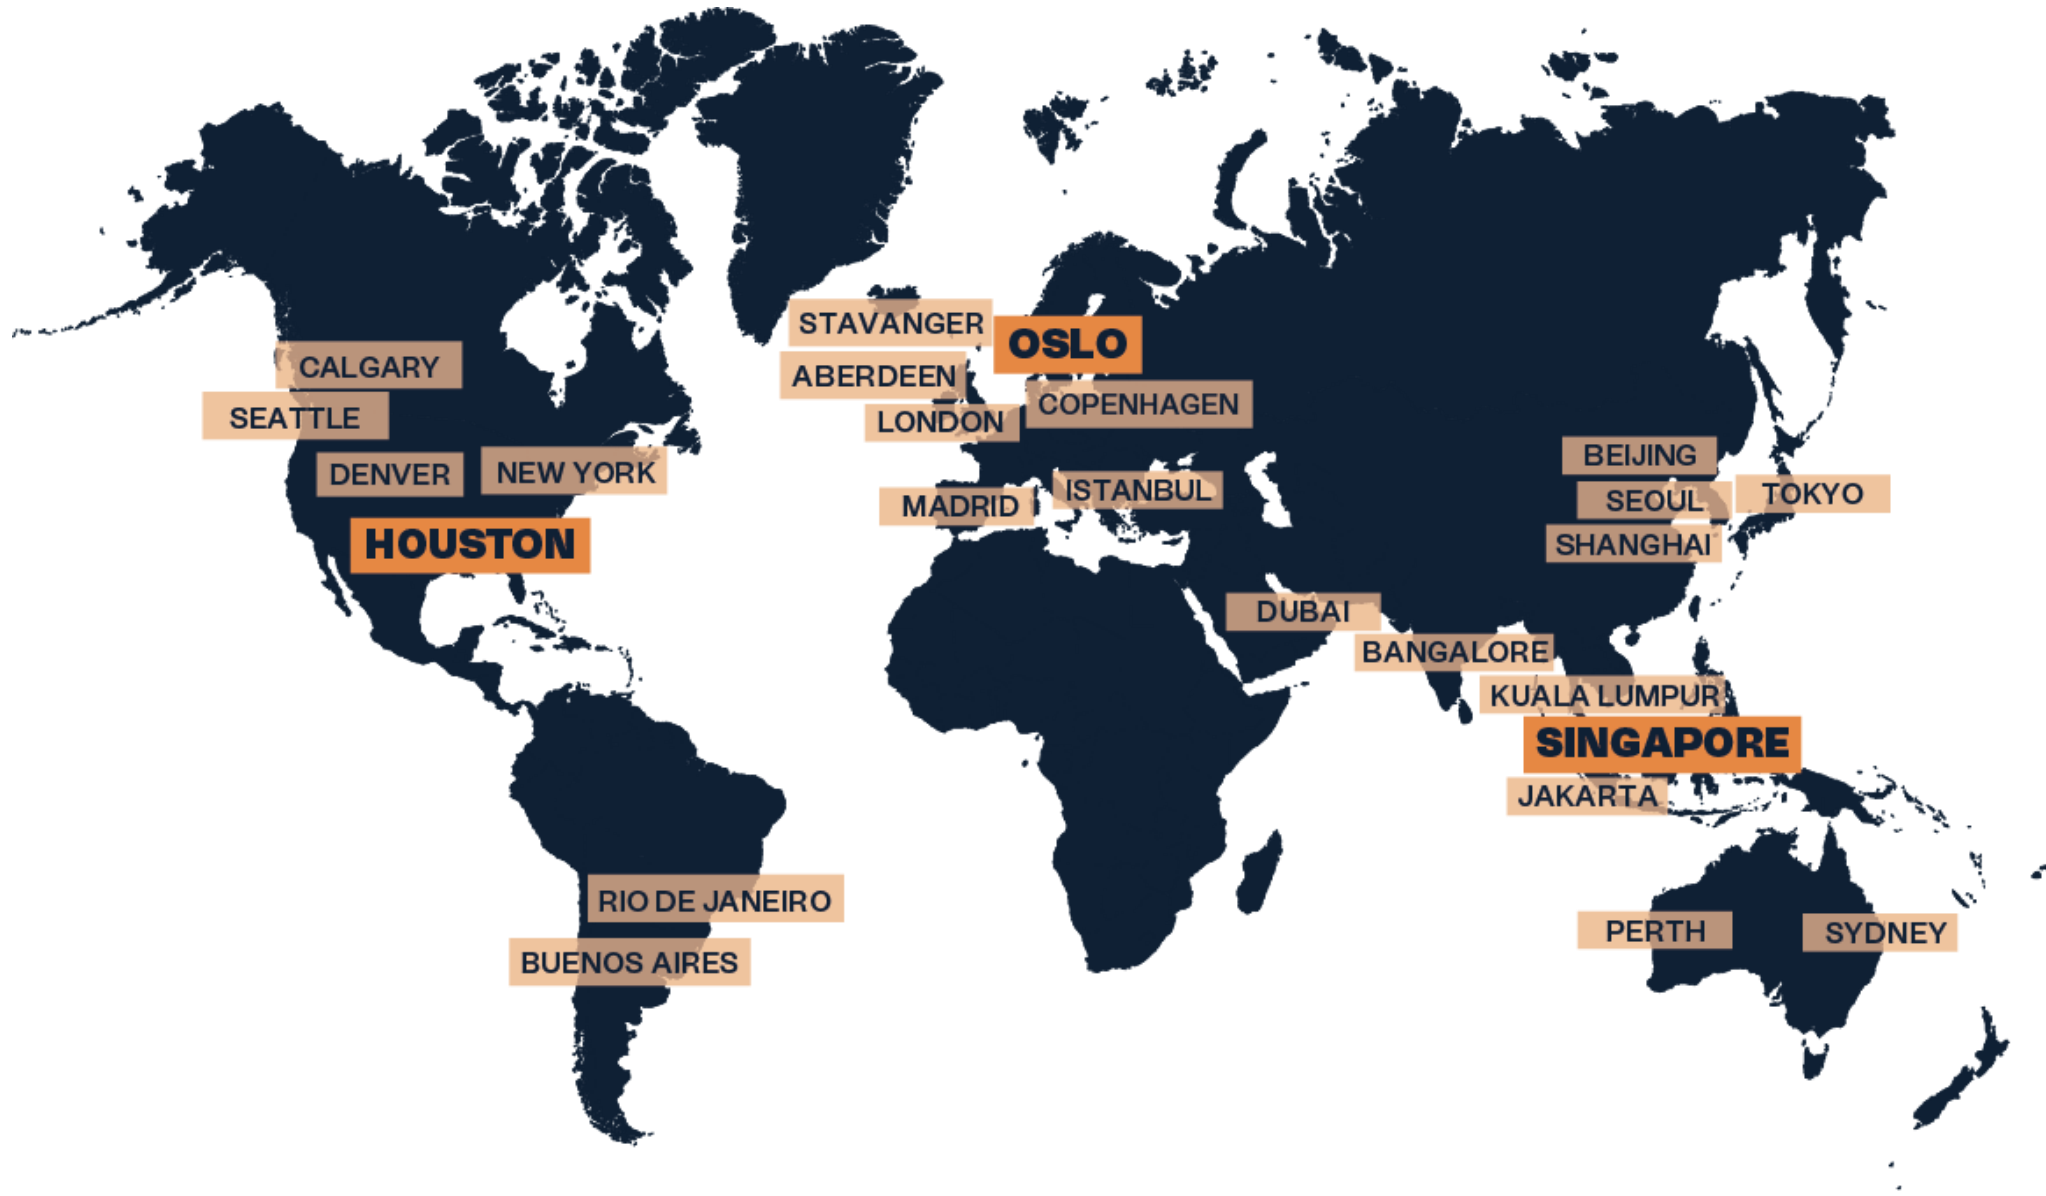 STAVANGER
OSLO
CALGARY
ABERDEEN
COPENHAGEN
SEATTLE
LONDON
BEIJING
DENVER
NEW YORK
ISTANBUL
MADRID
SEOUL
TOKYO
HOUSTON
SHANGHAI
DUBAI
BANGALORE
KUALA LUMPUR
SINGAPORE
JAKARTA
RIO DE JANEIRO
PERTH
SYDNEY
BUENOS AIRES